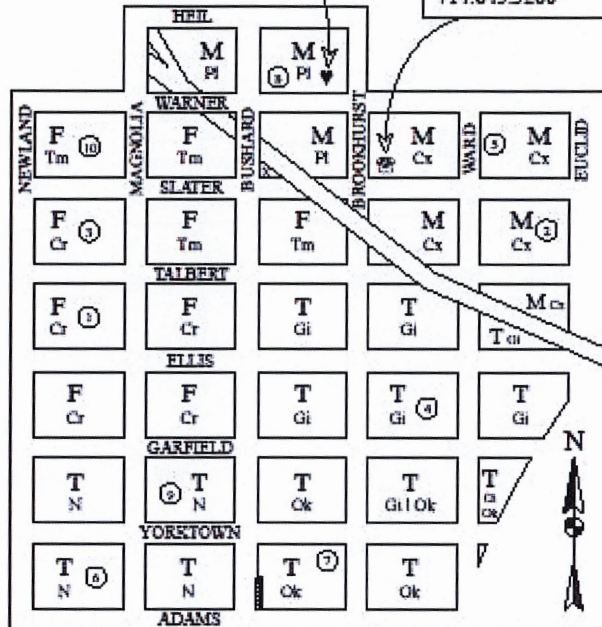 HEIL
M M
Pl 8 Pl
WARNER
NEWLAND MAGNOLIA BUSHARD BROOKHURST WARD EUCLID
F 10 F M M 5 M
Tm Tm Pl Cx Cx
SLATER
F 3 F F M M 2
Cr Tm Tm Cx Cx
TALBERT
F 1 F T T M Cx
Cr Cr Gi Gi T Gi
ELLIS
F F T T 4 T
Cr Cr Gi Gi Gi
GARFIELD
N
T 9 T T T T
N N Ok Gi | Ok Gi
Ok
YORKTOWN
T 6 T T 7 T
N N Ok Ok
ADAMS